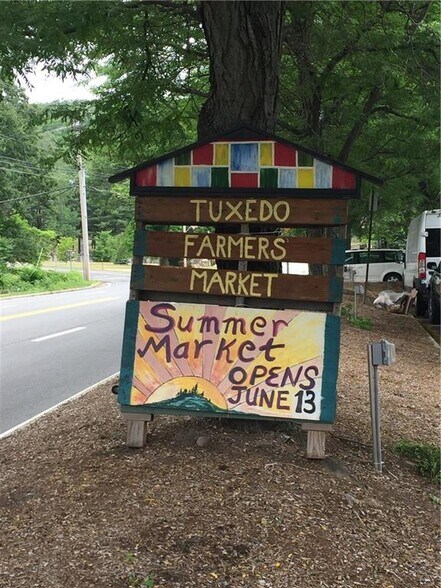 TUXEDO
FARMERS'
MARKET
Summer
Market
OPENS
JUNE 13